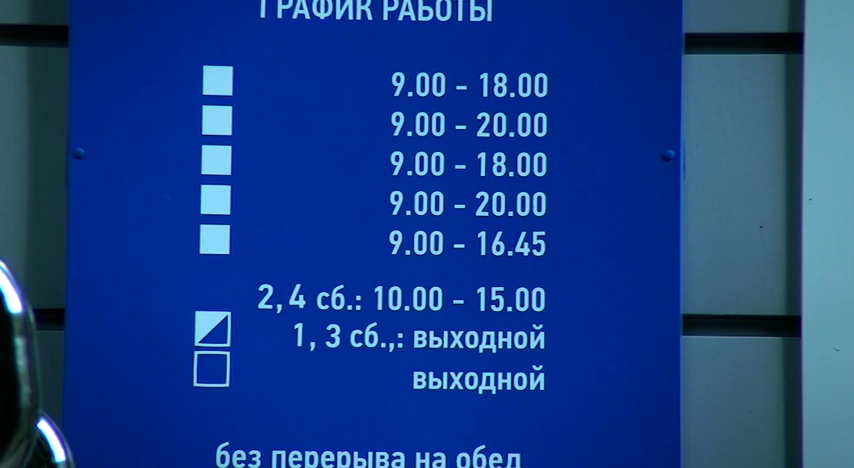 ГРАФИК РАБОТЫ
9.00 - 18.00
9.00 - 20.00
9.00 - 18.00
9.00 - 20.00
9.00 - 16.45
2, 4 сб.: 10.00 - 15.00
1, 3 сб.,: выходной
выходной
без перерыва на обед